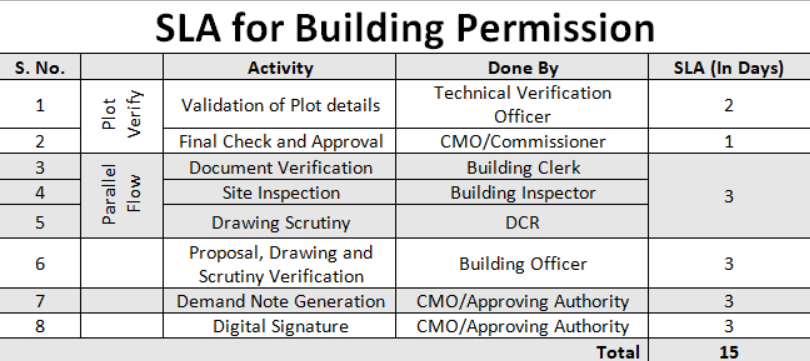 SLA for Building Permission
S. No. Activity Done By SLA (In Days)
Plot Verify
1 Validation of Plot details Technical Verification Officer 2
2 Final Check and Approval CMO/Commissioner 1
Parallel Flow
3 Document Verification Building Clerk
4 Site Inspection Building Inspector 3
5 Drawing Scrutiny DCR
6 Proposal, Drawing and Scrutiny Verification Building Officer 3
7 Demand Note Generation CMO/Approving Authority 3
8 Digital Signature CMO/Approving Authority 3
Total 15